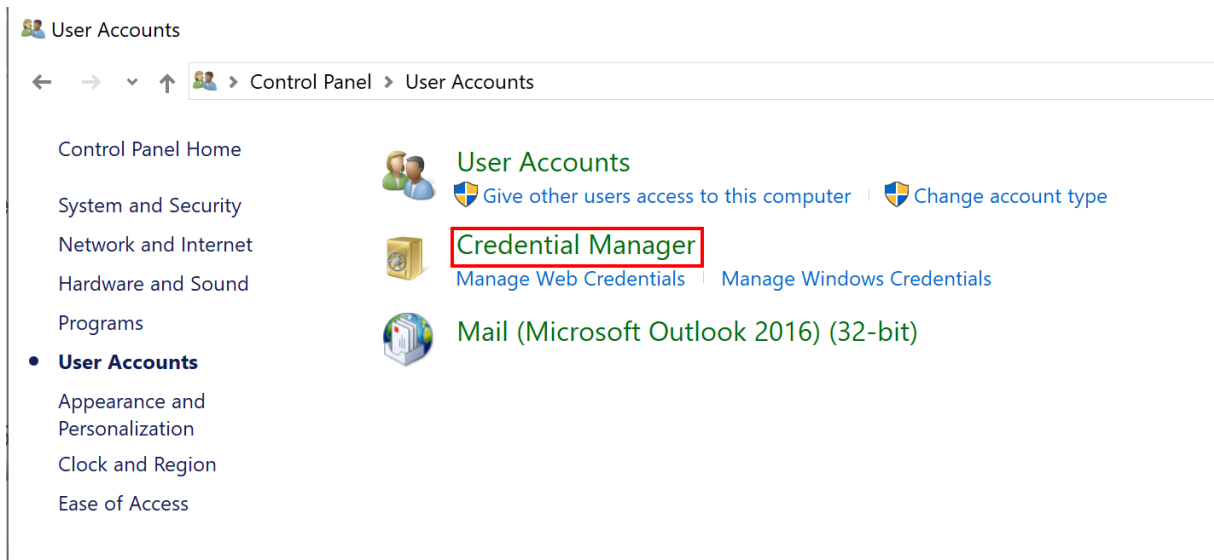 User Accounts
Control Panel > User Accounts
Control Panel Home
System and Security
Network and Internet
Hardware and Sound
Programs
User Accounts
Appearance and
Personalization
Clock and Region
Ease of Access
User Accounts
Give other users access to this computer
Change account type
Credential Manager
Manage Web Credentials
Manage Windows Credentials
Mail (Microsoft Outlook 2016) (32-bit)